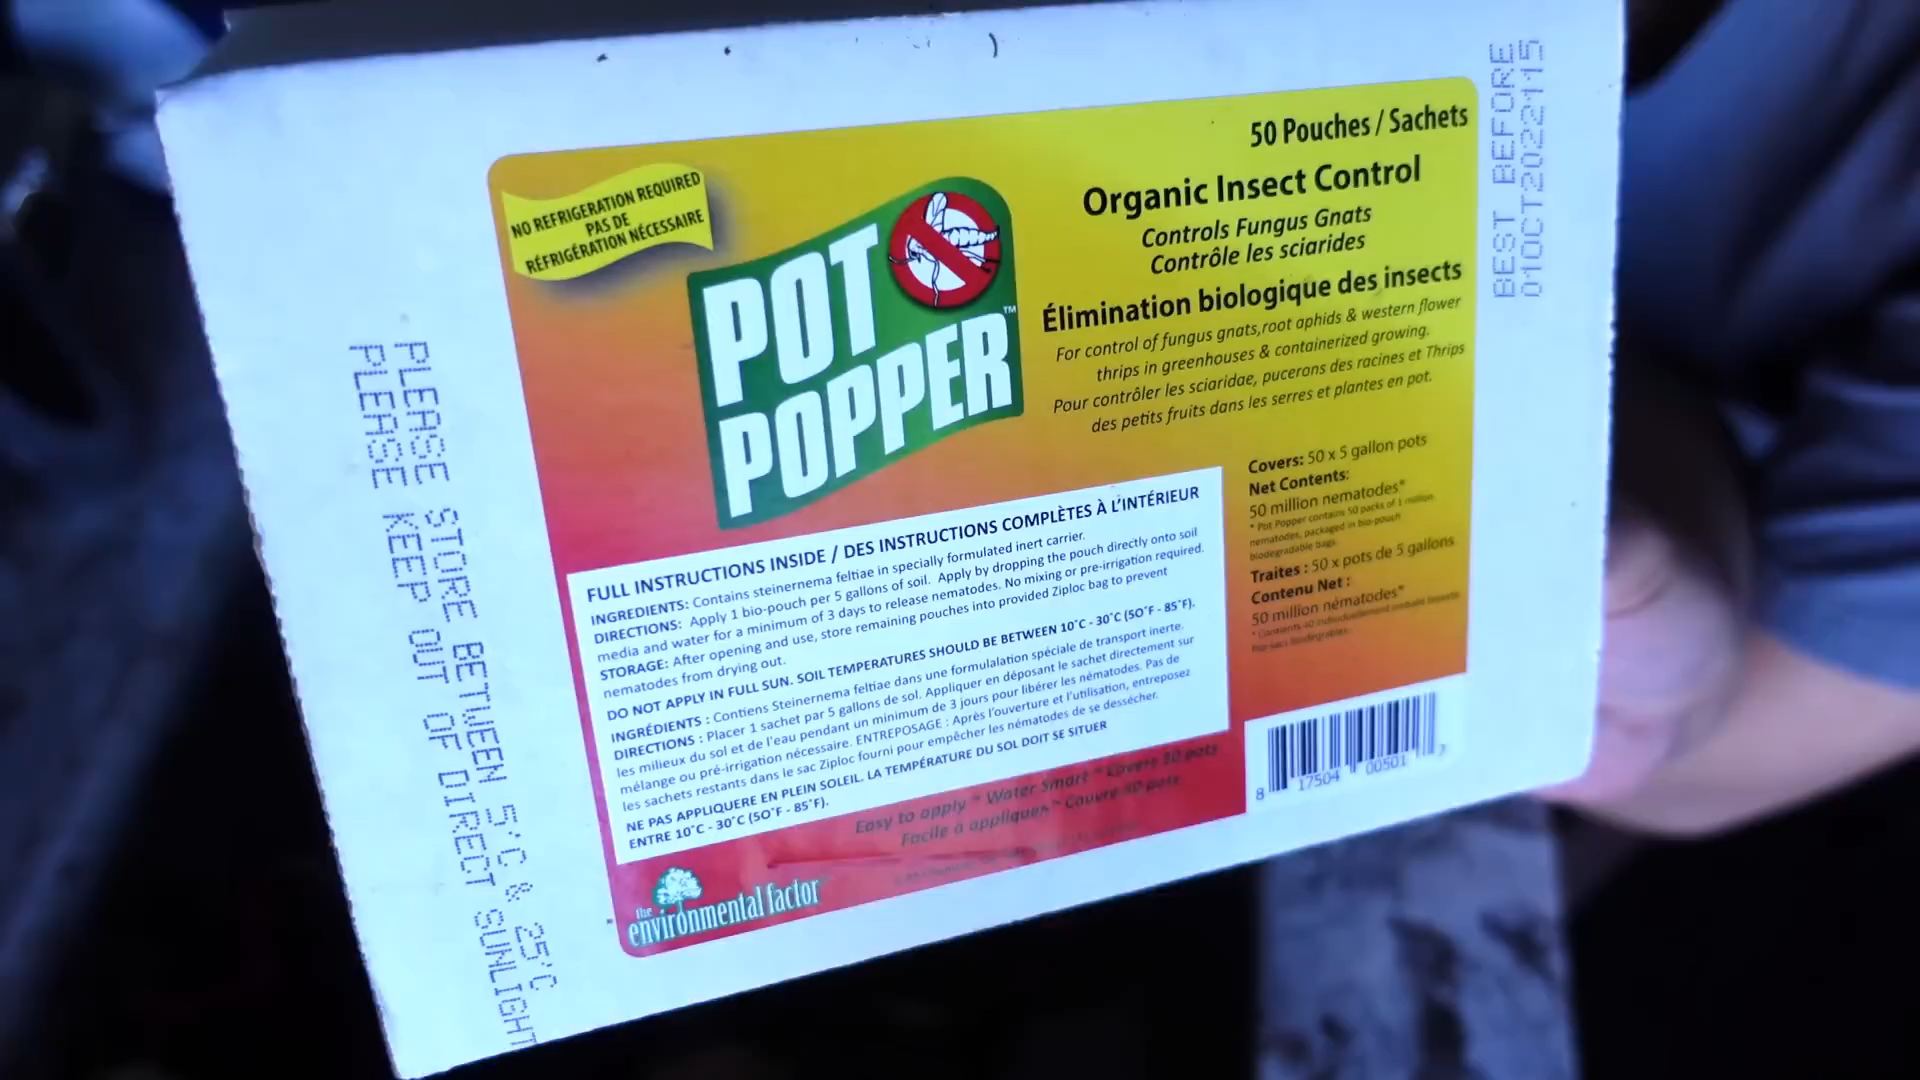 BEST BEFORE
01OCT2022115
50 Pouches / Sachets
NO REFRIGERATION REQUIRED
PAS DE
RÉFRIGÉRATION NÉCESSAIRE
POT
POPPER™
Organic Insect Control
Controls Fungus Gnats
Contrôle les sciarides
Élimination biologique des insects
For control of fungus gnats,root aphids & western flower
thrips in greenhouses & containerized growing.
Pour contrôler les sciaridae, pucerons des racines et Thrips
des petits fruits dans les serres et plantes en pot.
Covers: 50 x 5 gallon pots
Net Contents:
50 million nematodes*
* Pot Popper contains 50 packs of 1 million
nematodes, packaged in bio-pouch
biodegradable bags.
Traites : 50 x pots de 5 gallons
Contenu Net :
50 million nématodes*
FULL INSTRUCTIONS INSIDE / DES INSTRUCTIONS COMPLÈTES À L'INTÉRIEUR
INGREDIENTS: Contains steinernema feltiae in specially formulated inert carrier.
DIRECTIONS: Apply 1 bio-pouch per 5 gallons of soil. Apply by dropping the pouch directly onto soil
media and water for a minimum of 3 days to release nematodes. No mixing or pre-irrigation required.
STORAGE: After opening and use, store remaining pouches into provided Ziploc bag to prevent
nematodes from drying out.
DO NOT APPLY IN FULL SUN. SOIL TEMPERATURES SHOULD BE BETWEEN 10˚C - 30˚C (5O˚F - 85˚F).
INGRÉDIENTS : Contiens Steinernema feltiae dans une formulalation spéciale de transport inerte.
DIRECTIONS : Placer 1 sachet par 5 gallons de sol. Appliquer en déposant le sachet directement sur
les milieux du sol et de l'eau pendant un minimum de 3 jours pour libérer les nématodes. Pas de
mélange ou pré-irrigation nécessaire. ENTREPOSAGE : Après l'ouverture et l'utilisation, entreposez
les sachets restants dans le sac Ziploc fourni pour empêcher les nématodes de se dessécher.
NE PAS APPLIQUERE EN PLEIN SOLEIL. LA TEMPÉRATURE DU SOL DOIT SE SITUER
ENTRE 10˚C - 30˚C (5O˚F - 85˚F).
Easy to apply ~ Water Smart ~ Covers 50 pots
Facile à appliquer ~ Couvre 40 pots
the
environmental factor
8 17504 00501 7
PLEASE STORE BETWEEN 5°C & 25°C
PLEASE KEEP OUT OF DIRECT SUNLIGHT